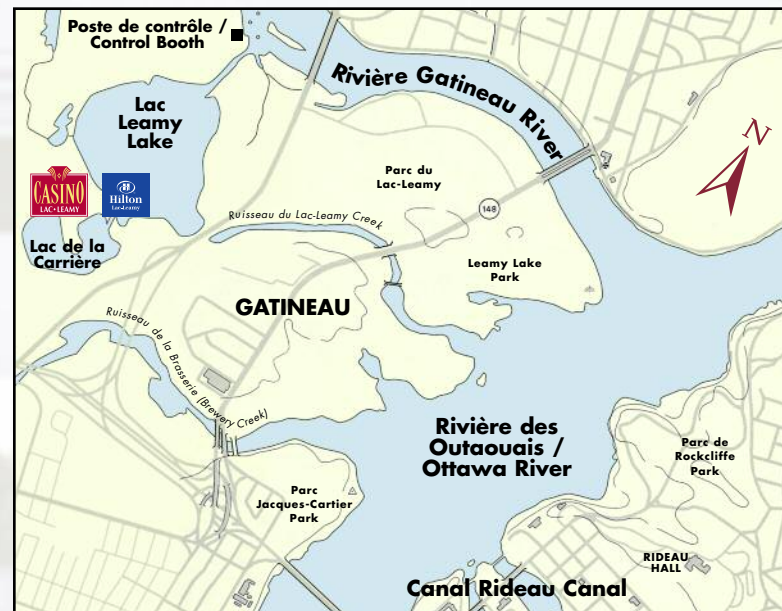 Poste de contrôle /
Control Booth
Rivière Gatineau River
Lac
Leamy
Lake
N
CASINO
LAC-LEAMY
Hilton
Lac-Leamy
Parc du
Lac-Leamy
148
Ruisseau du Lac-Leamy Creek
Lac de la
Carrière
Leamy Lake
Park
GATINEAU
Ruisseau de la Brasserie (Brewery Creek)
Rivière des
Outaouais /
Ottawa River
Parc de
Rockcliffe
Park
Parc
Jacques-Cartier
Park
RIDEAU
HALL
Canal Rideau Canal